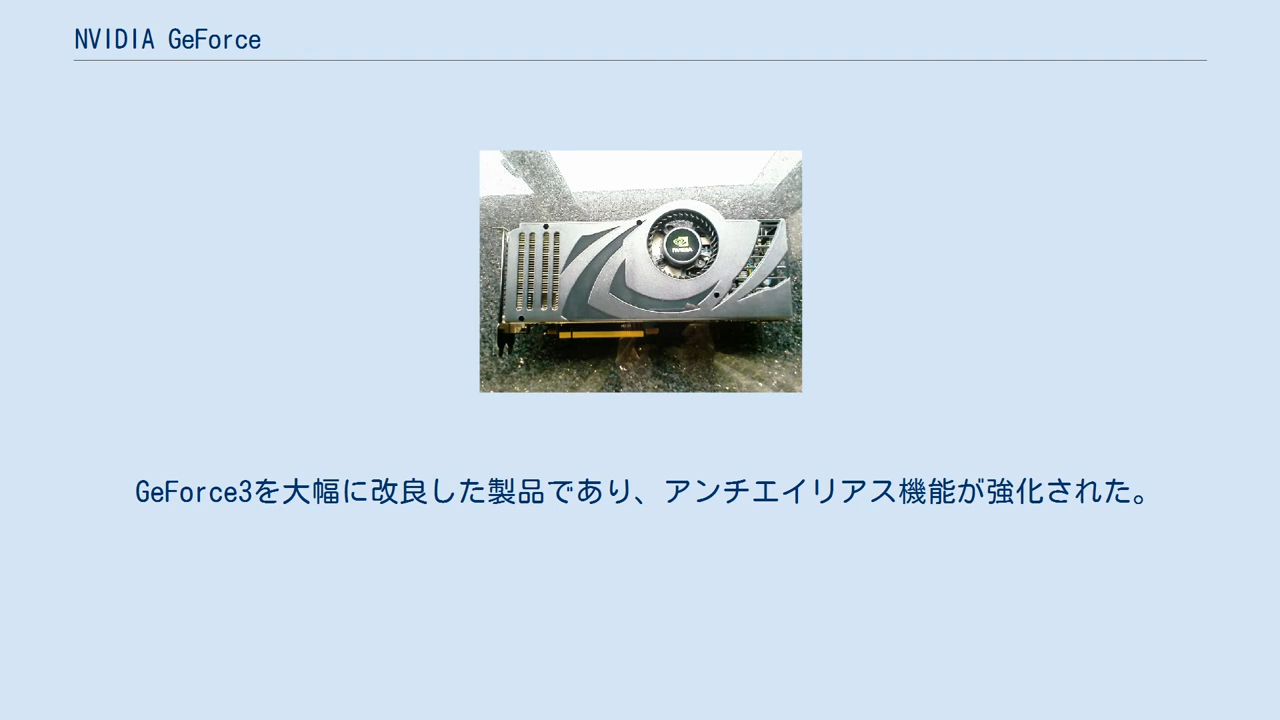 NVIDIA GeForce
NVIDIA
GeForce3を大幅に改良した製品であり、アンチエイリアス機能が強化された。